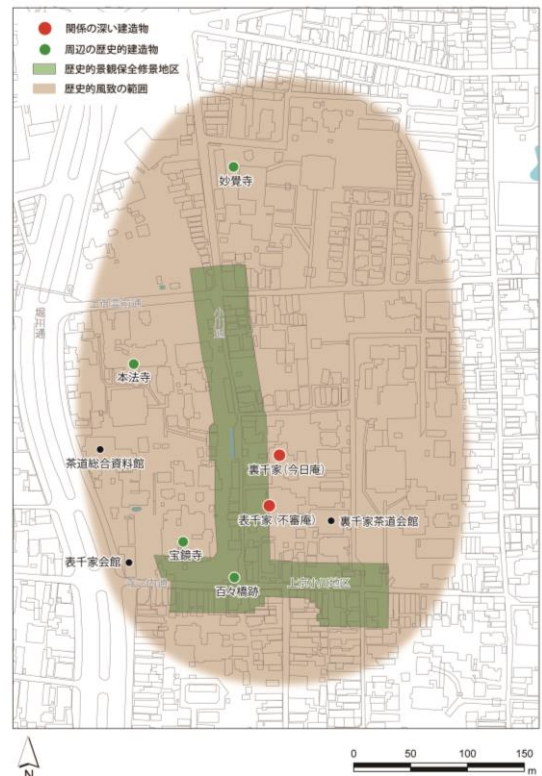 関係の深い建造物
周辺の歴史的建造物
歴史的景観保全修景地区
歴史的風致の範囲
妙覺寺
堀川通
小川通
本法寺
茶道総合資料館
裏千家(今日庵)
表千家(不審庵)
裏千家茶道会館
宝鏡寺
表千家会館
百々橋跡
上京小川地区
N
0 50 100 150
m